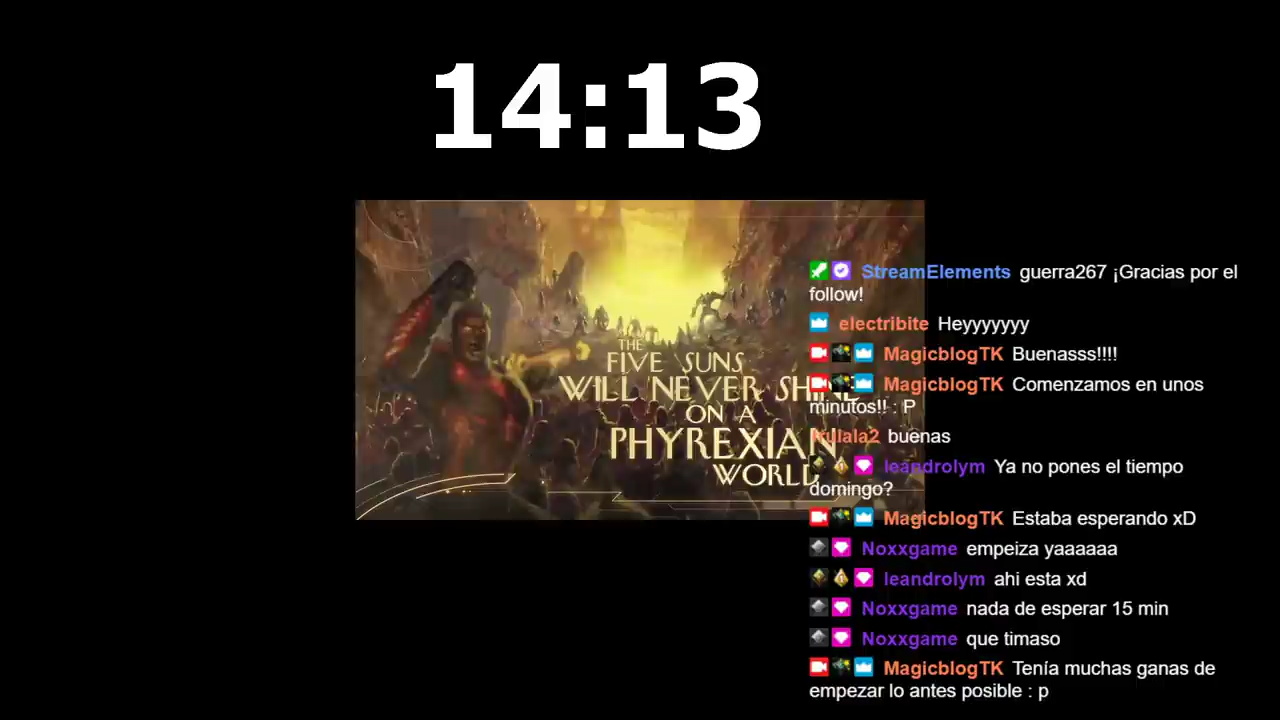 14:13
THE
FIVE SUNS
WILL NEVER SHINE
ON A
PHYREXIAN
WORLD
StreamElements guerra267 ¡Gracias por el
follow!
electribite Heyyyyyyy
MagicblogTK Buenasss!!!!
MagicblogTK Comenzamos en unos
minutos!! : P
buenas
leandrolym Ya no pones el tiempo
domingo?
MagicblogTK Estaba esperando xD
Noxxgame empeiza yaaaaaa
leandrolym ahi esta xd
Noxxgame nada de esperar 15 min
Noxxgame que timaso
MagicblogTK Tenía muchas ganas de
empezar lo antes posible : p